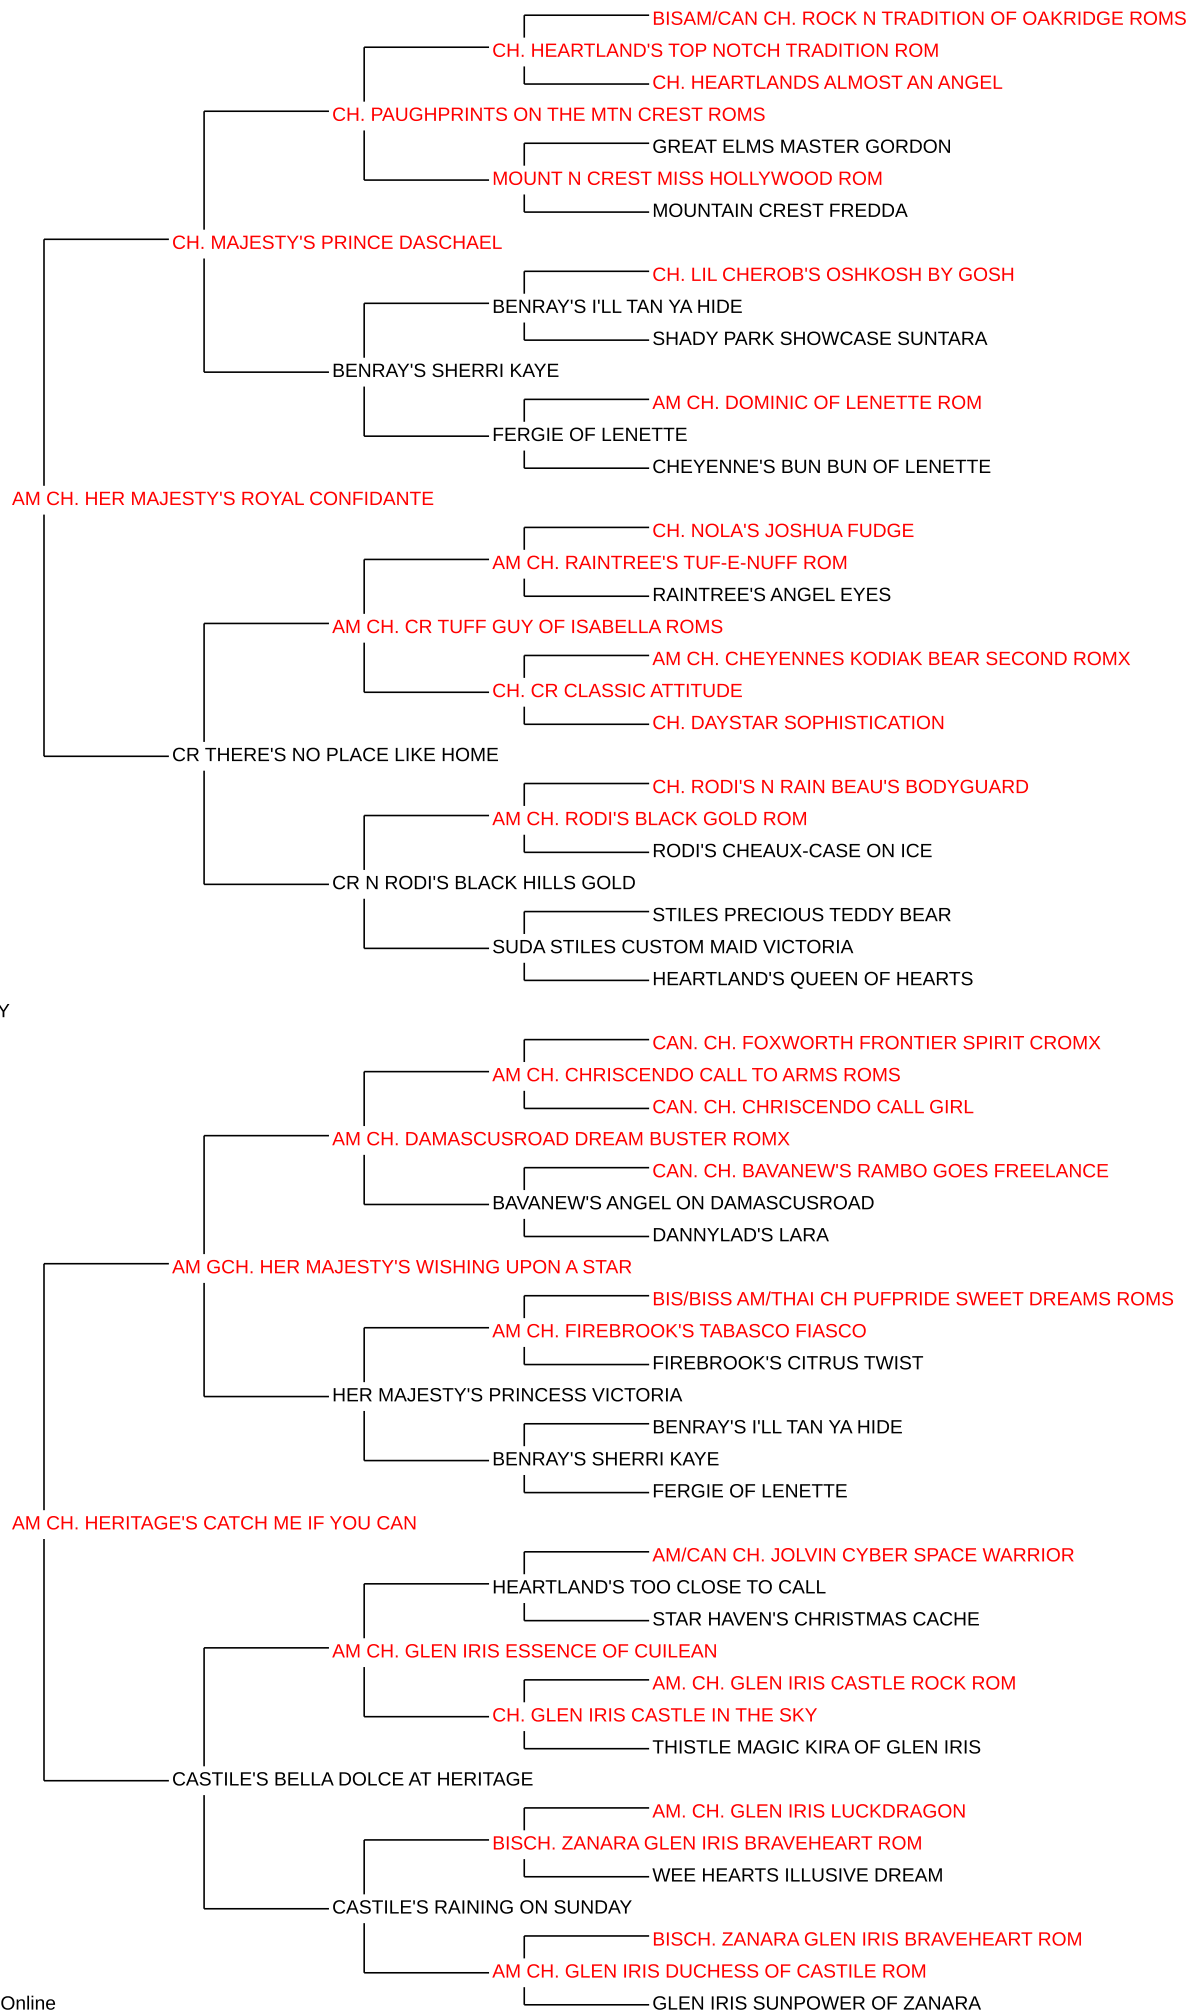 BISAM/CAN CH. ROCK N TRADITION OF OAKRIDGE ROMS
CH. HEARTLAND'S TOP NOTCH TRADITION ROM
CH. HEARTLANDS ALMOST AN ANGEL
CH. PAUGHPRINTS ON THE MTN CREST ROMS
GREAT ELMS MASTER GORDON
MOUNT N CREST MISS HOLLYWOOD ROM
MOUNTAIN CREST FREDDA
CH. MAJESTY'S PRINCE DASCHAEL
CH. LIL CHEROB'S OSHKOSH BY GOSH
BENRAY'S I'LL TAN YA HIDE
SHADY PARK SHOWCASE SUNTARA
BENRAY'S SHERRI KAYE
AM CH. DOMINIC OF LENETTE ROM
FERGIE OF LENETTE
CHEYENNE'S BUN BUN OF LENETTE
AM CH. HER MAJESTY'S ROYAL CONFIDANTE
CH. NOLA'S JOSHUA FUDGE
AM CH. RAINTREE'S TUF-E-NUFF ROM
RAINTREE'S ANGEL EYES
AM CH. CR TUFF GUY OF ISABELLA ROMS
AM CH. CHEYENNES KODIAK BEAR SECOND ROMX
CH. CR CLASSIC ATTITUDE
CH. DAYSTAR SOPHISTICATION
CR THERE'S NO PLACE LIKE HOME
CH. RODI'S N RAIN BEAU'S BODYGUARD
AM CH. RODI'S BLACK GOLD ROM
RODI'S CHEAUX-CASE ON ICE
CR N RODI'S BLACK HILLS GOLD
STILES PRECIOUS TEDDY BEAR
SUDA STILES CUSTOM MAID VICTORIA
HEARTLAND'S QUEEN OF HEARTS
Y
CAN. CH. FOXWORTH FRONTIER SPIRIT CROMX
AM CH. CHRISCENDO CALL TO ARMS ROMS
CAN. CH. CHRISCENDO CALL GIRL
AM CH. DAMASCUSROAD DREAM BUSTER ROMX
CAN. CH. BAVANEW'S RAMBO GOES FREELANCE
BAVANEW'S ANGEL ON DAMASCUSROAD
DANNYLAD'S LARA
AM GCH. HER MAJESTY'S WISHING UPON A STAR
BIS/BISS AM/THAI CH PUFPRIDE SWEET DREAMS ROMS
AM CH. FIREBROOK'S TABASCO FIASCO
FIREBROOK'S CITRUS TWIST
HER MAJESTY'S PRINCESS VICTORIA
BENRAY'S I'LL TAN YA HIDE
BENRAY'S SHERRI KAYE
FERGIE OF LENETTE
AM CH. HERITAGE'S CATCH ME IF YOU CAN
AM/CAN CH. JOLVIN CYBER SPACE WARRIOR
HEARTLAND'S TOO CLOSE TO CALL
STAR HAVEN'S CHRISTMAS CACHE
AM CH. GLEN IRIS ESSENCE OF CUILEAN
AM. CH. GLEN IRIS CASTLE ROCK ROM
CH. GLEN IRIS CASTLE IN THE SKY
THISTLE MAGIC KIRA OF GLEN IRIS
CASTILE'S BELLA DOLCE AT HERITAGE
AM. CH. GLEN IRIS LUCKDRAGON
BISCH. ZANARA GLEN IRIS BRAVEHEART ROM
WEE HEARTS ILLUSIVE DREAM
CASTILE'S RAINING ON SUNDAY
BISCH. ZANARA GLEN IRIS BRAVEHEART ROM
AM CH. GLEN IRIS DUCHESS OF CASTILE ROM
Online GLEN IRIS SUNPOWER OF ZANARA